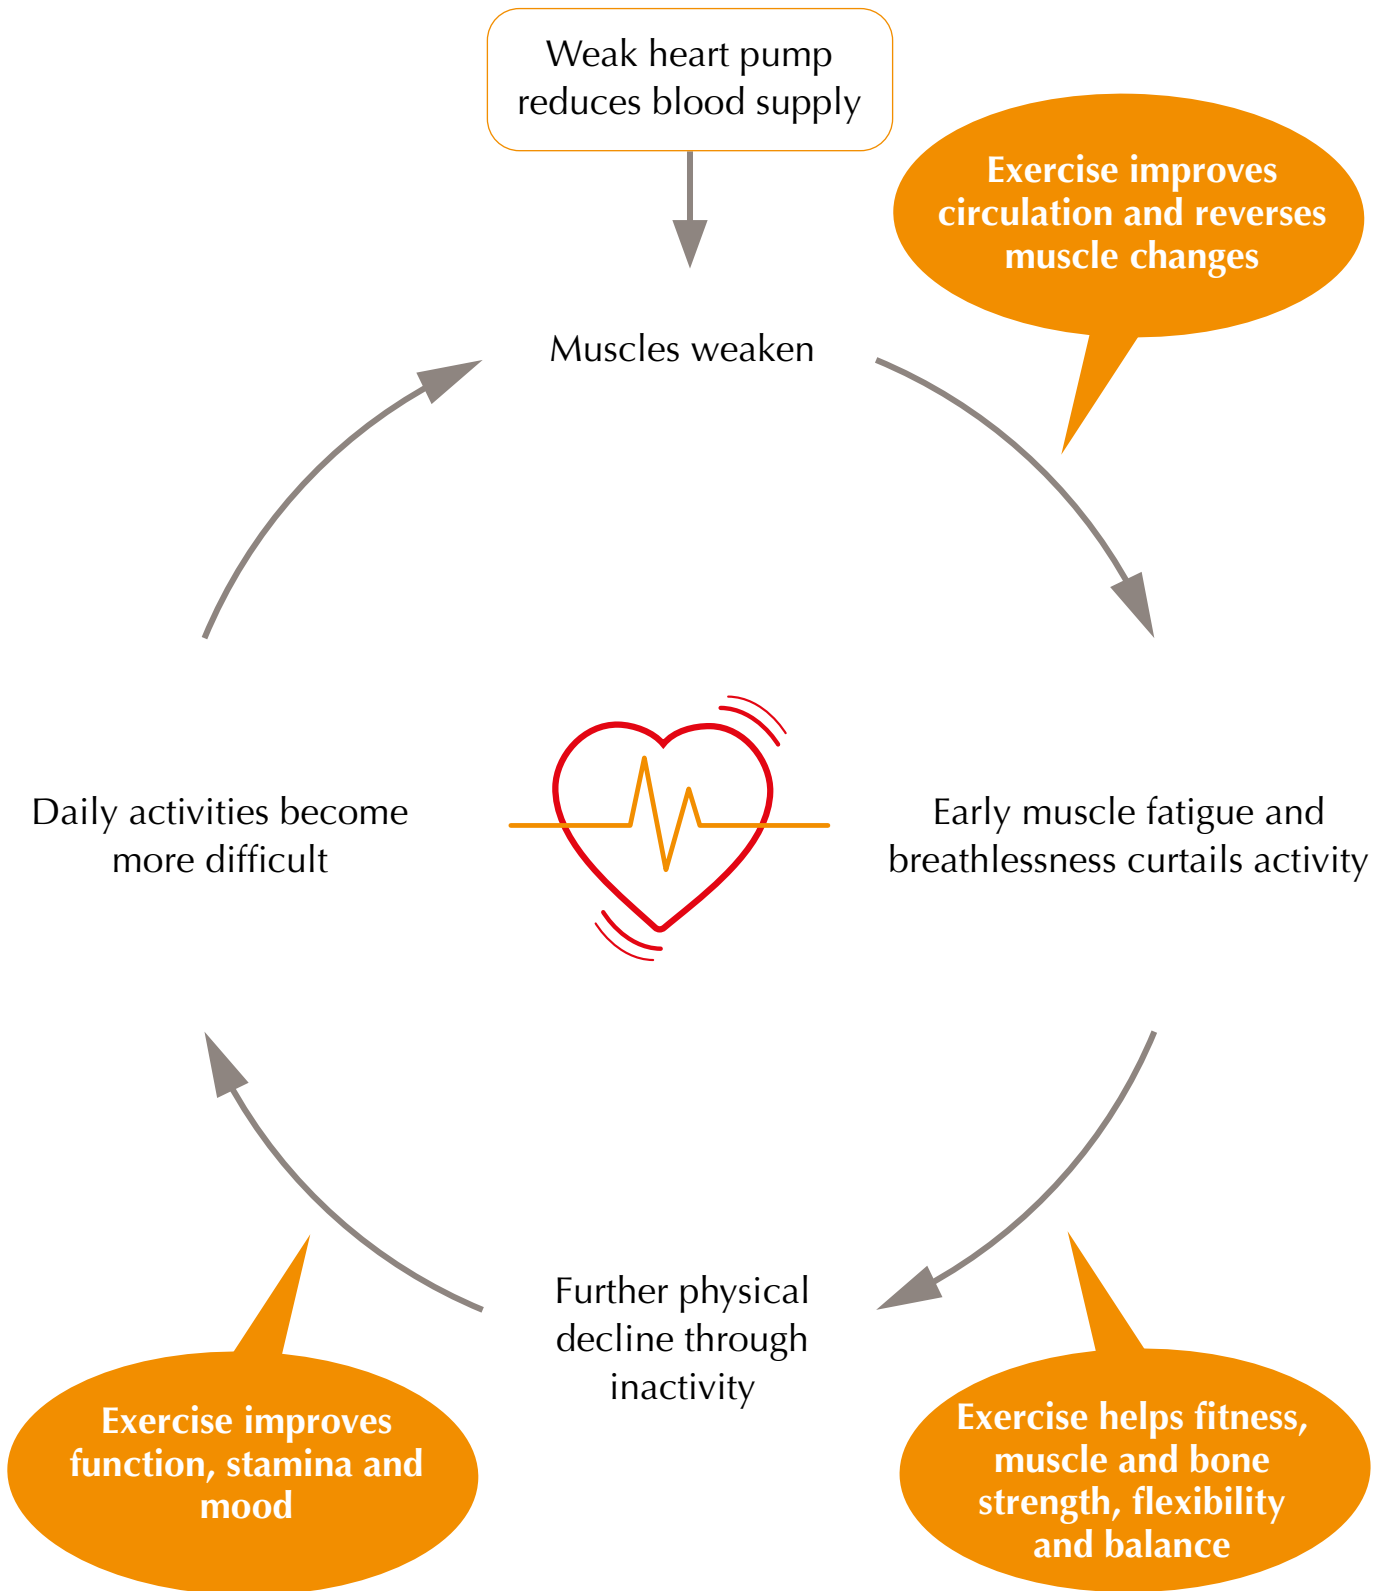 Weak heart pump
reduces blood supply
Exercise improves
circulation and reverses
muscle changes
Muscles weaken
Daily activities become
more difficult
Early muscle fatigue and
breathlessness curtails activity
Further physical
decline through
inactivity
Exercise improves
function, stamina and
mood
Exercise helps fitness,
muscle and bone
strength, flexibility
and balance